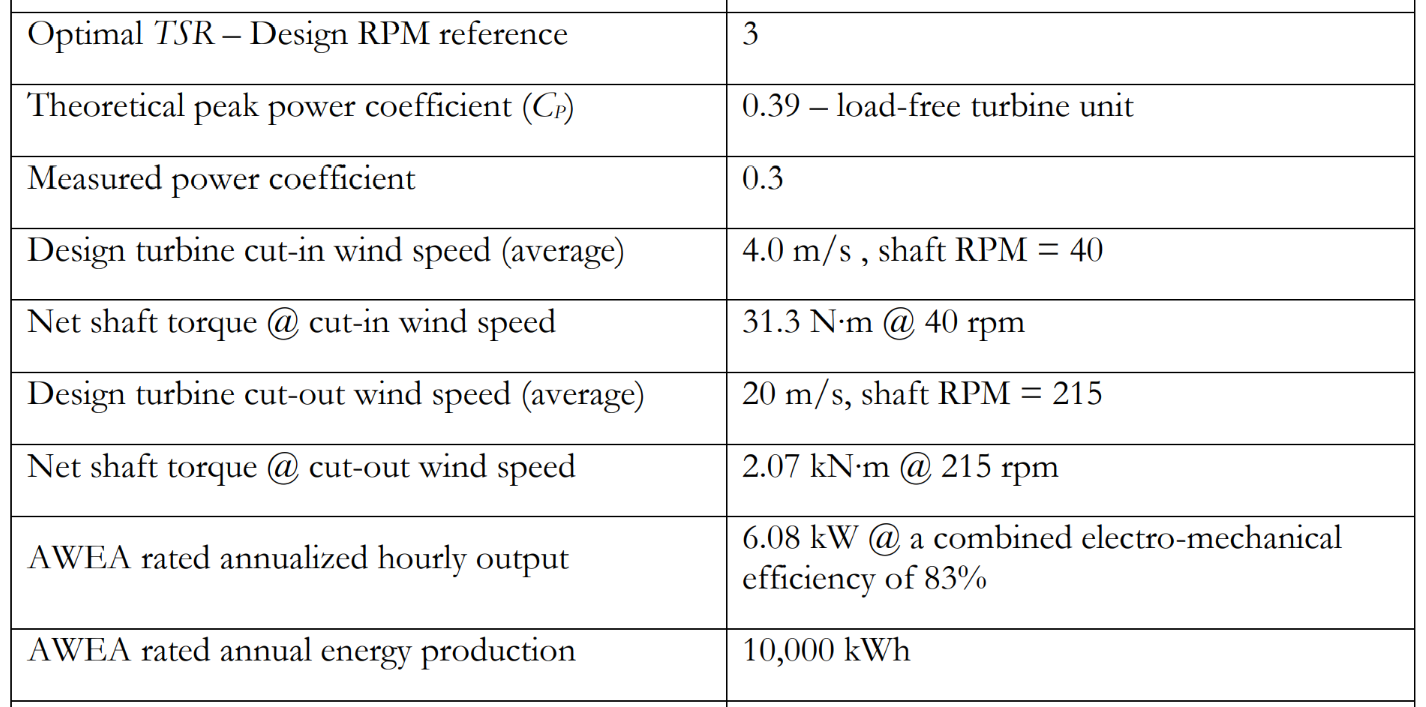 Optimal TSR – Design RPM reference
3
Theoretical peak power coefficient (CP)
0.39 – load-free turbine unit
Measured power coefficient
0.3
Design turbine cut-in wind speed (average)
4.0 m/s , shaft RPM = 40
Net shaft torque @ cut-in wind speed
31.3 N·m @ 40 rpm
Design turbine cut-out wind speed (average)
20 m/s, shaft RPM = 215
Net shaft torque @ cut-out wind speed
2.07 kN·m @ 215 rpm
AWEA rated annualized hourly output
6.08 kW @ a combined electro-mechanical
efficiency of 83%
AWEA rated annual energy production
10,000 kWh